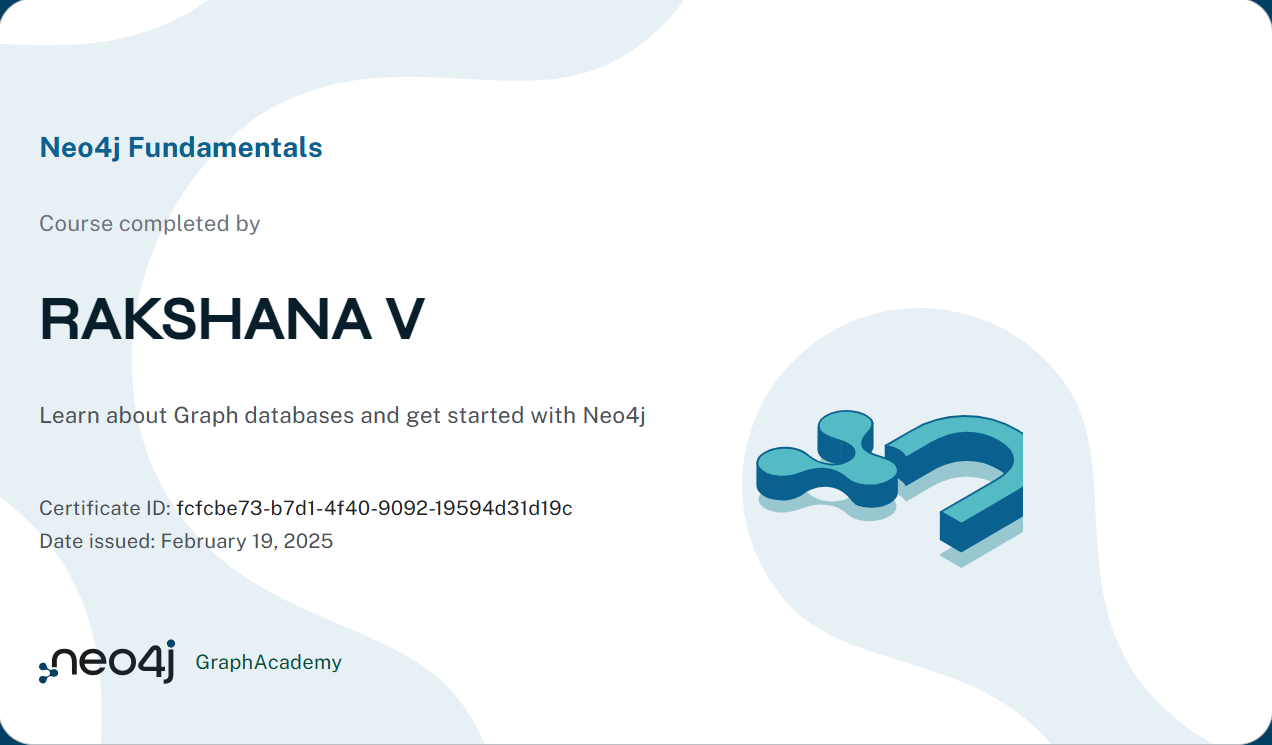 Neo4j Fundamentals
Course completed by
RAKSHANA V
Learn about Graph databases and get started with Neo4j
Certificate ID: fcfcbe73-b7d1-4f40-9092-19594d31d19c
Date issued: February 19, 2025
neo4j GraphAcademy